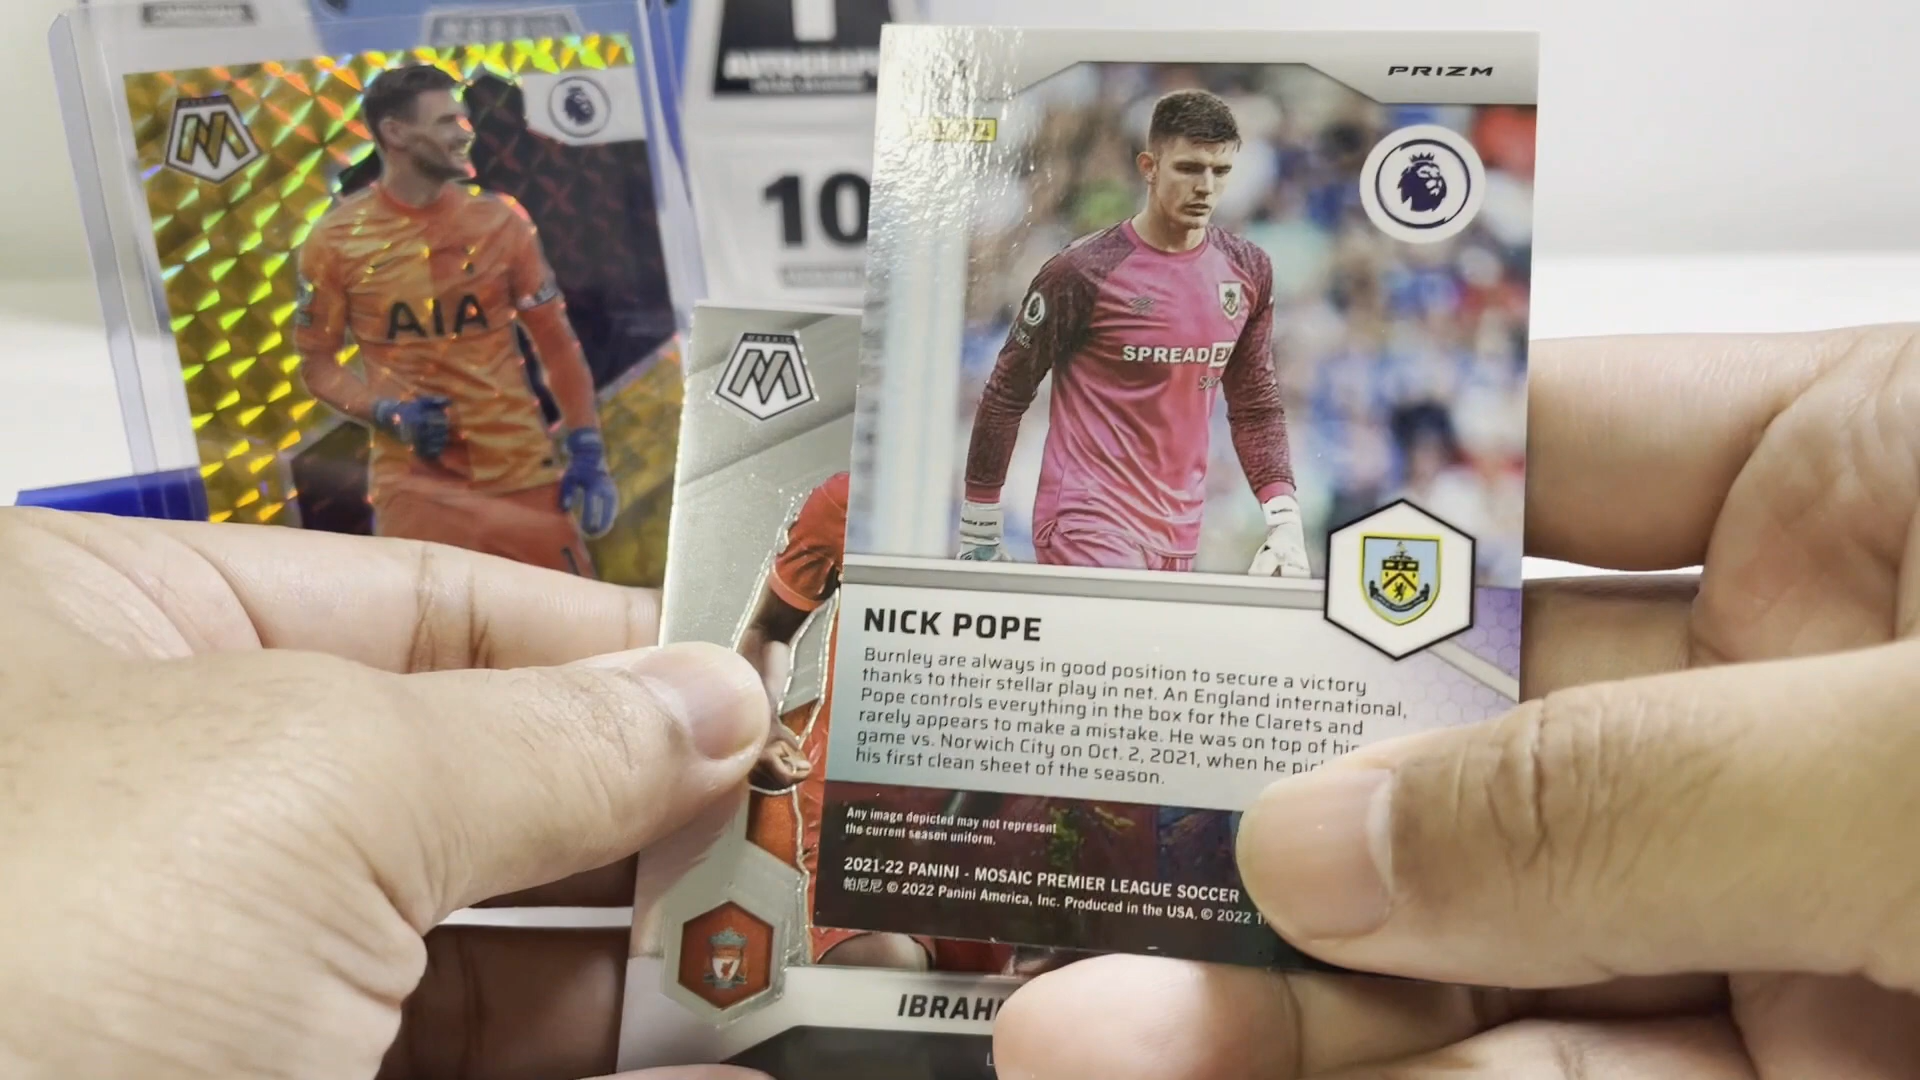 PRIZM
AUTOGRAPH
10
AIA
SPREADEX
NICK POPE
Burnley are always in good position to secure a victory
thanks to their stellar play in net. An England international,
Pope controls everything in the box for the Clarets and
rarely appears to make a mistake. He was on top of his
game vs. Norwich City on Oct. 2, 2021, when he pic
his first clean sheet of the season.
Any image depicted may not represent
the current season uniform.
2021-22 PANINI - MOSAIC PREMIER LEAGUE SOCCER
帕尼尼 © 2022 Panini America, Inc. Produced in the USA. © 2022
MOSAIC
IBRAHI